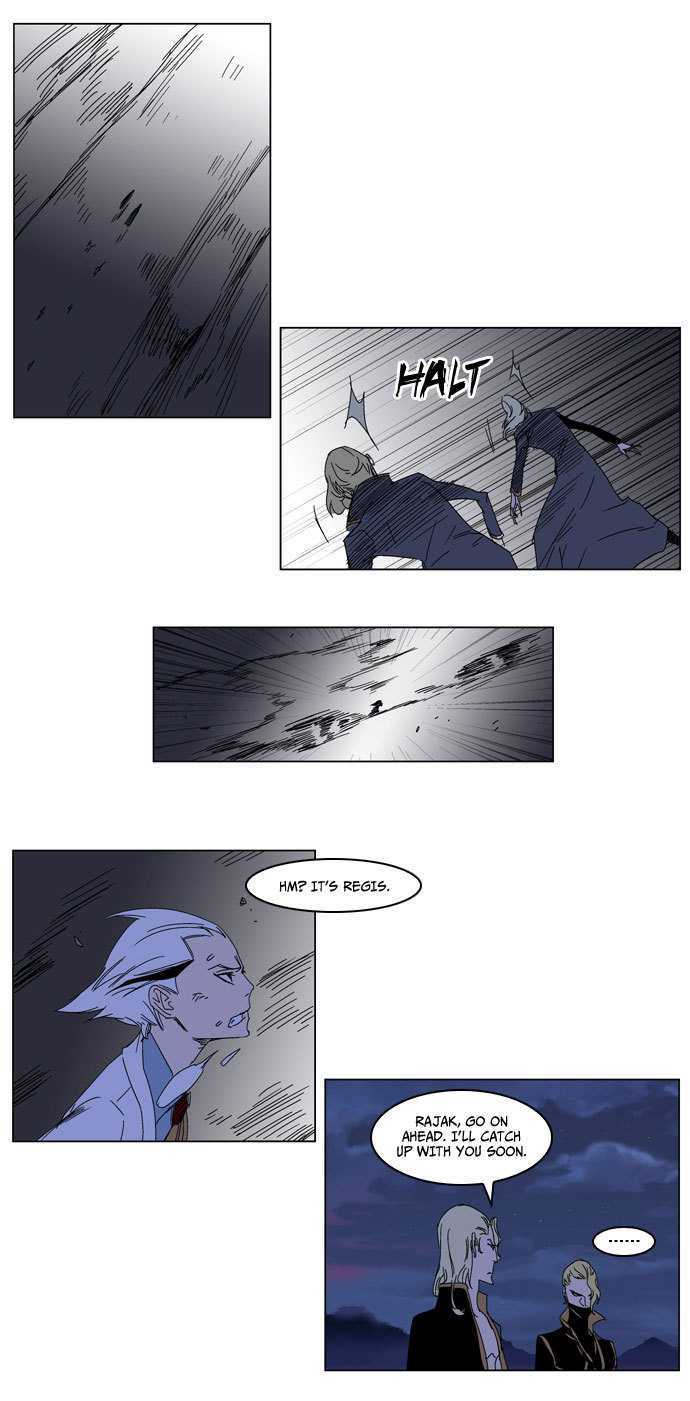 HALT
HM? IT'S REGIS.
RAJAK, GO ON
AHEAD. I'LL CATCH
UP WITH YOU SOON.
------